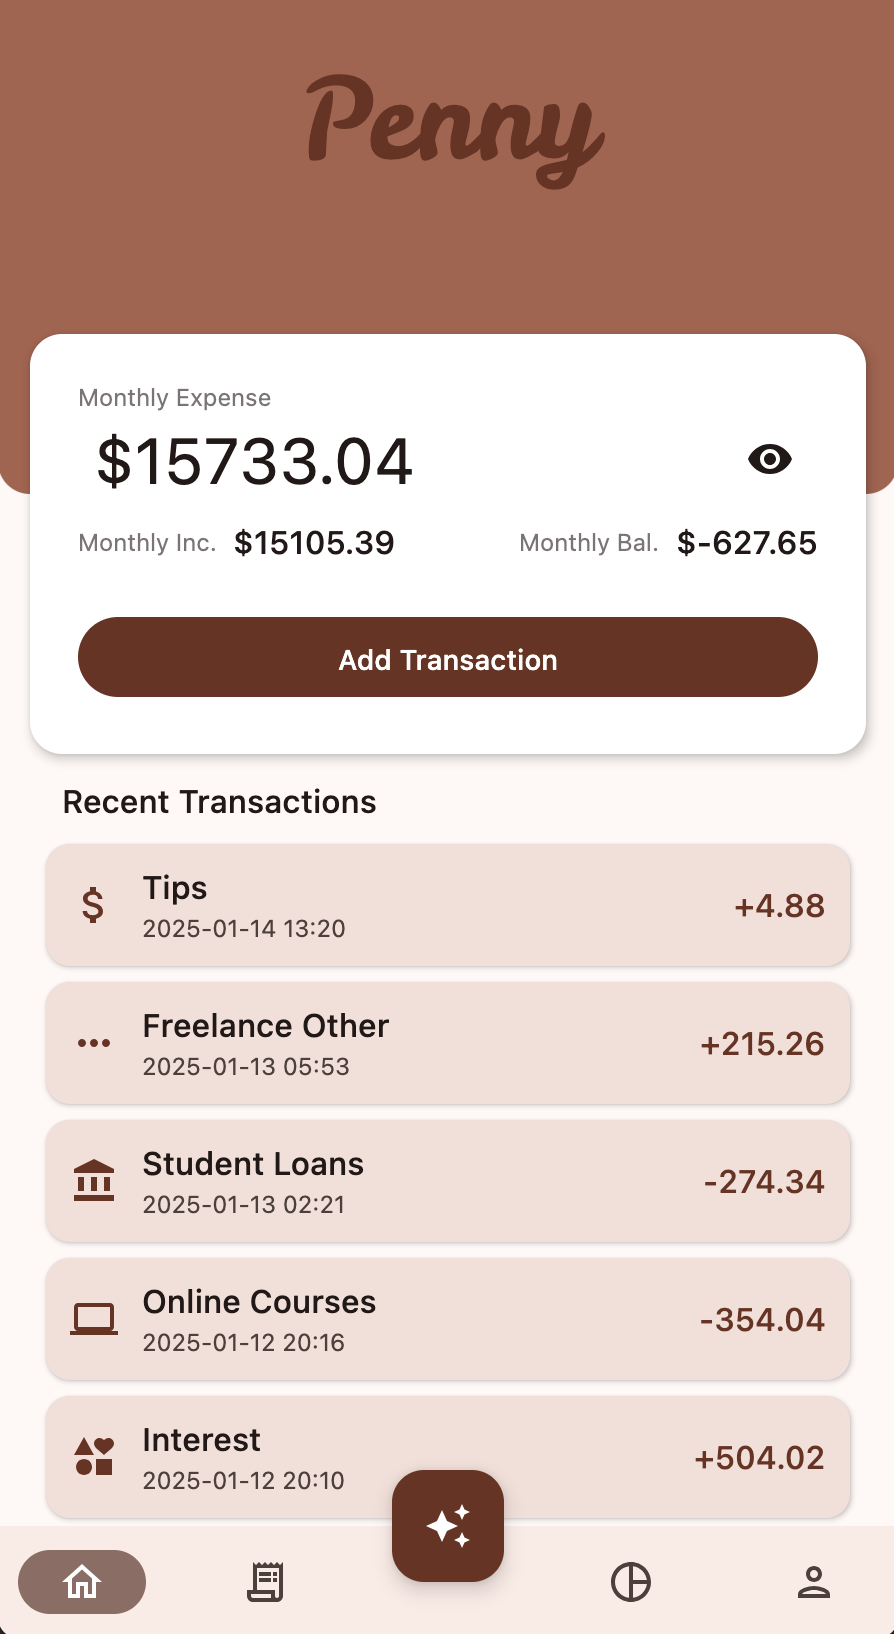 Penny
Monthly Expense
$15733.04
Monthly Inc. $15105.39 Monthly Bal. $-627.65
Add Transaction
Recent Transactions
Tips
2025-01-14 13:20
+4.88
Freelance Other
2025-01-13 05:53
+215.26
Student Loans
2025-01-13 02:21
-274.34
Online Courses
2025-01-12 20:16
-354.04
Interest
2025-01-12 20:10
+504.02